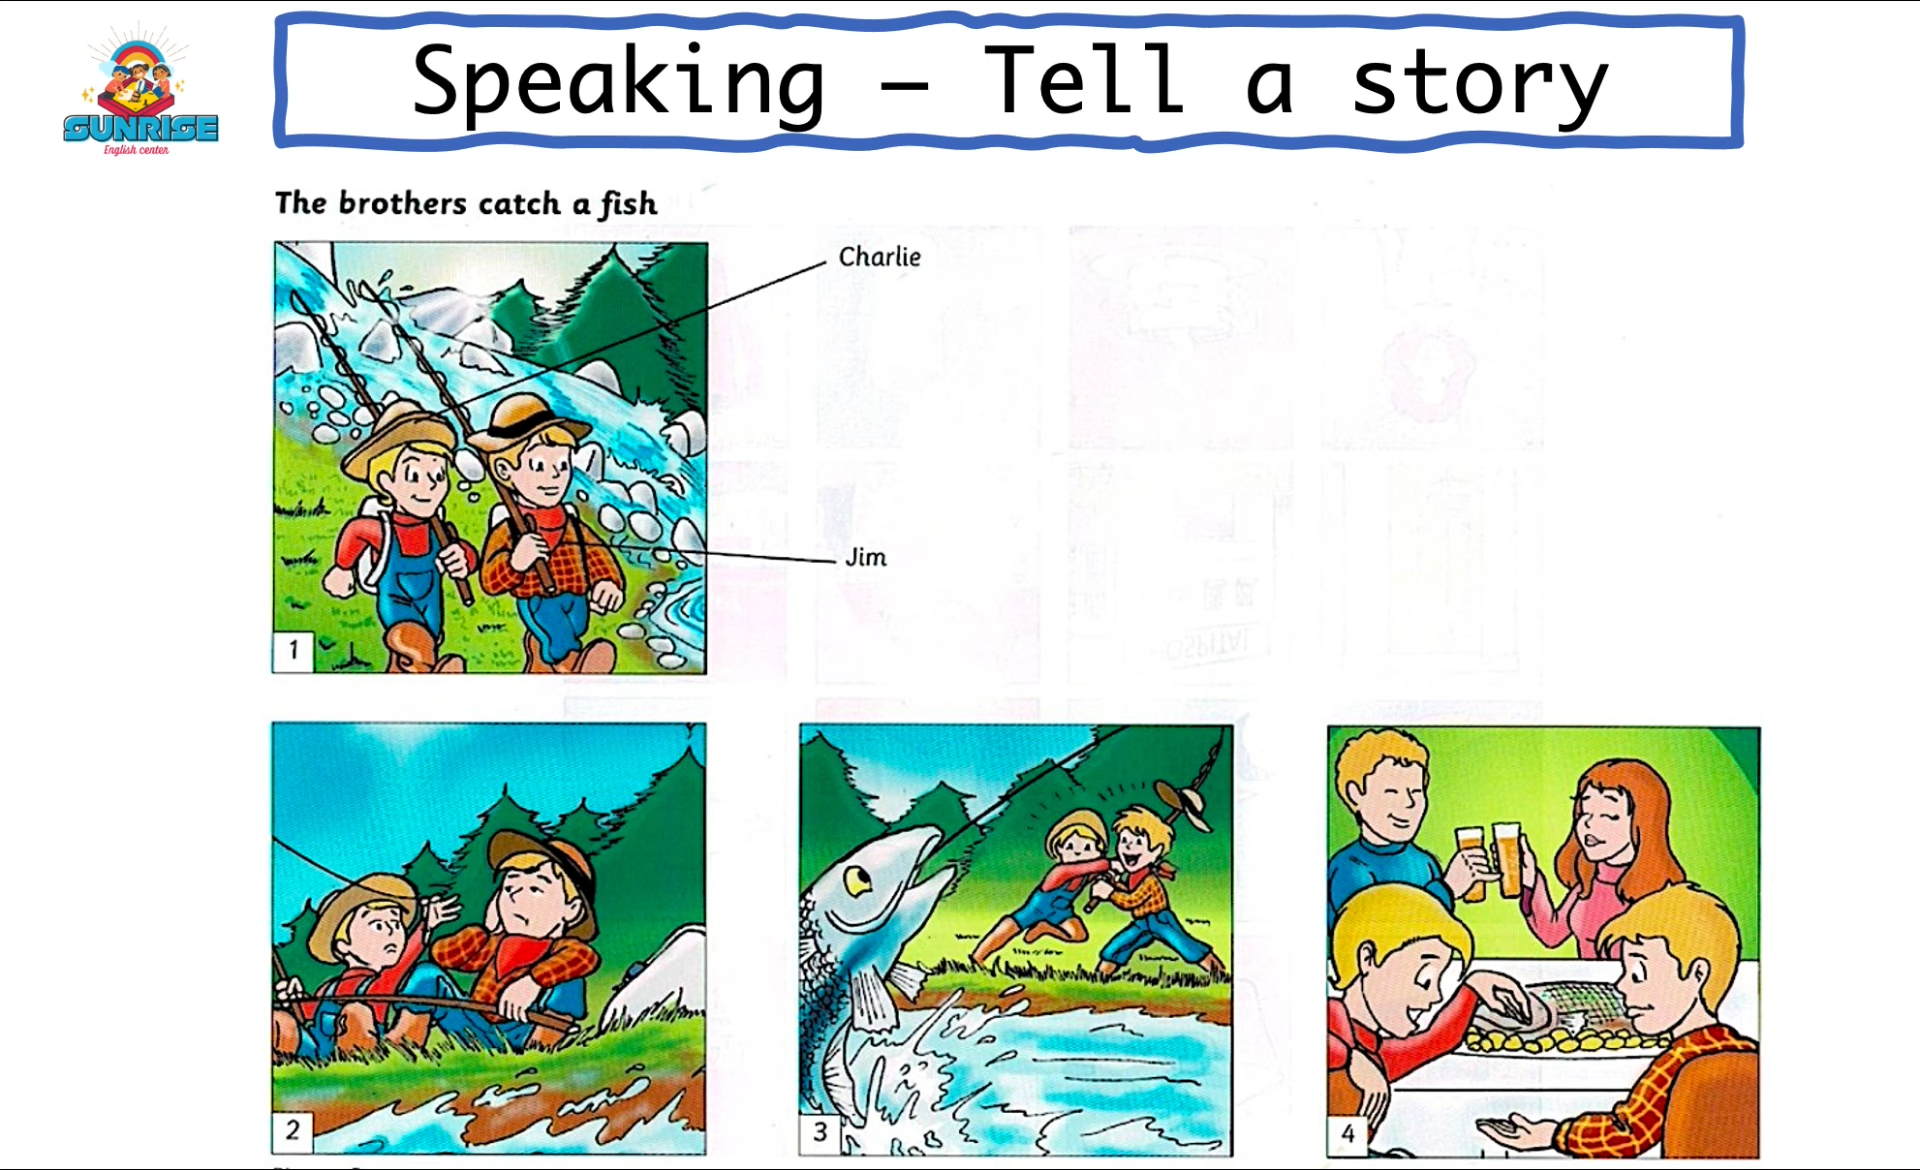 Speaking – Tell a story
SUNRISE
English center
The brothers catch a fish
Charlie
Jim
1
2
3
4